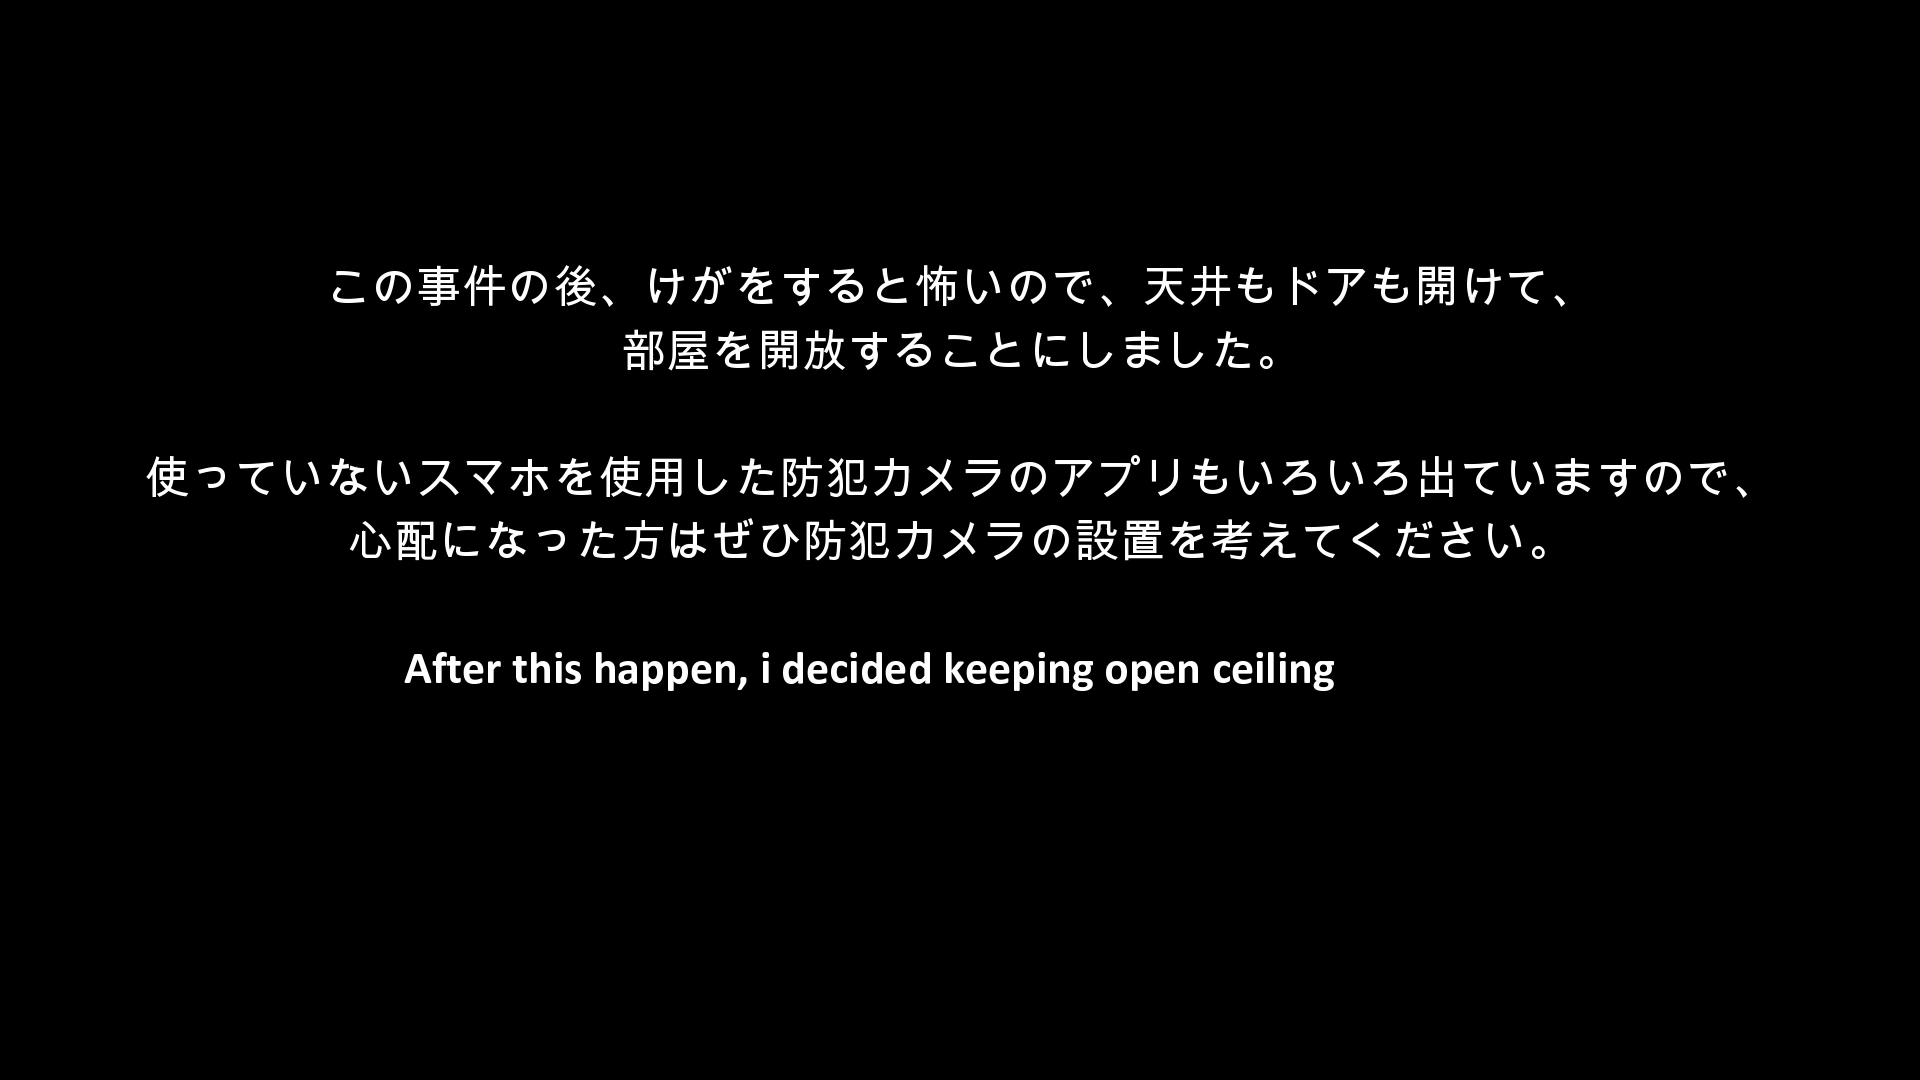 この事件の後、けがをすると怖いので、天井もドアも開けて、
部屋を開放することにしました。
使っていないスマホを使用した防犯カメラのアプリもいろいろ出ていますので、
心配になった方はぜひ防犯カメラの設置を考えてください。
After this happen, i decided keeping open ceiling